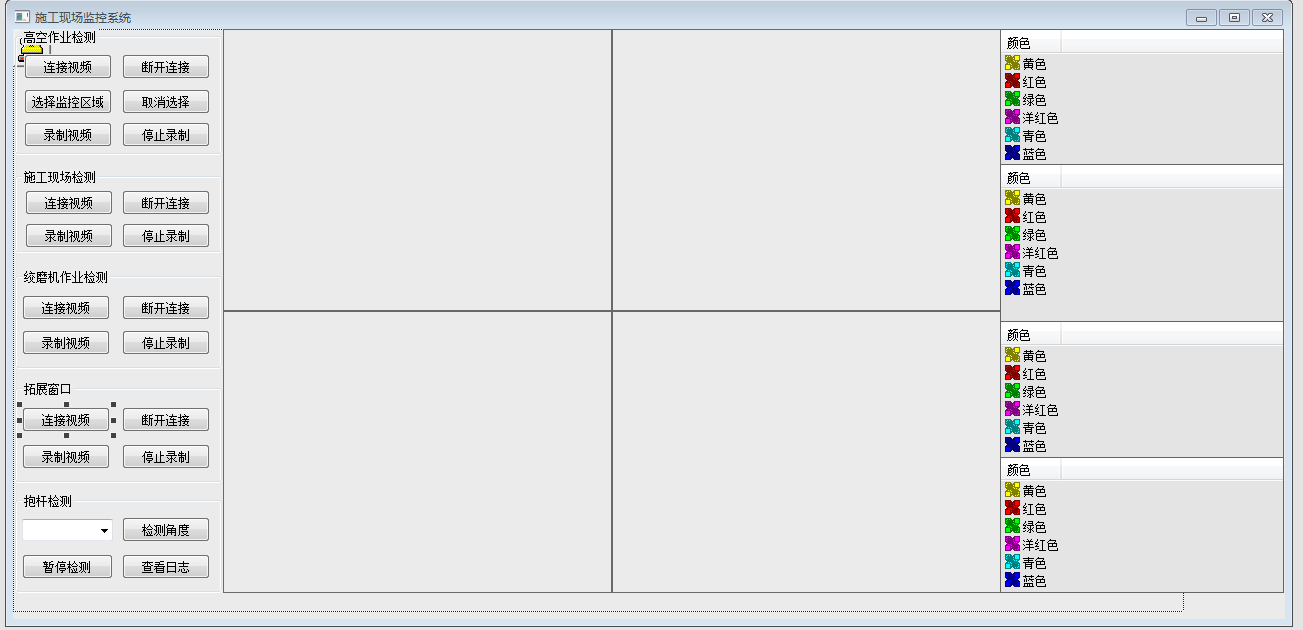 施工现场监控系统
高空作业检测
连接视频 断开连接
选择监控区域 取消选择
录制视频 停止录制
施工现场检测
连接视频 断开连接
录制视频 停止录制
绞磨机作业检测
连接视频 断开连接
录制视频 停止录制
拓展窗口
连接视频 断开连接
录制视频 停止录制
抱杆检测
检测角度
暂停检测 查看日志
颜色
黄色
红色
绿色
洋红色
青色
蓝色
颜色
黄色
红色
绿色
洋红色
青色
蓝色
颜色
黄色
红色
绿色
洋红色
青色
蓝色
颜色
黄色
红色
绿色
洋红色
青色
蓝色